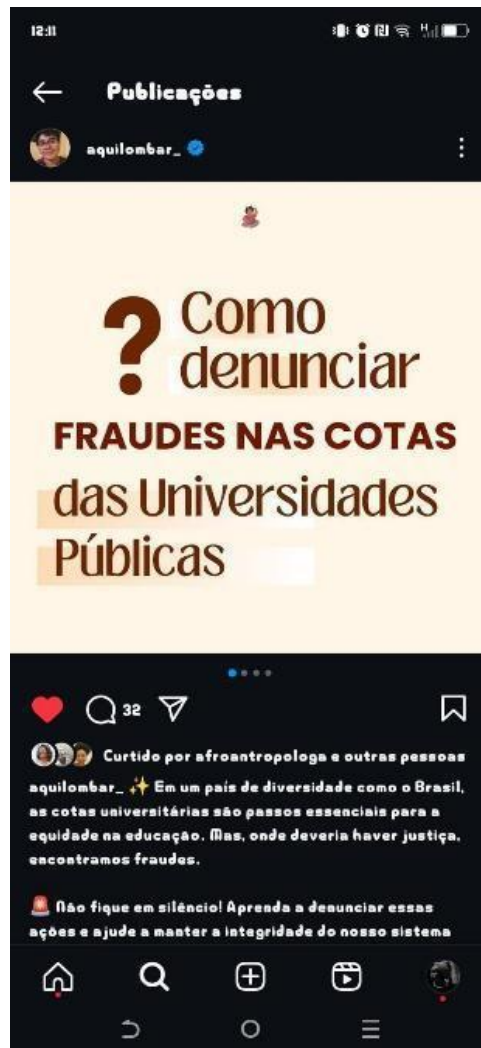 12:11
Publicações
aquilombar_
? Como
denunciar
FRAUDES NAS COTAS
das Universidades
Públicas
32
Curtido por afroantropologa e outras pessoas
aquilombar_ ✨ Em um país de diversidade como o Brasil,
as cotas universitárias são passos essenciais para a
equidade na educação. Mas, onde deveria haver justiça,
encontramos fraudes.
🚨 Não fique em silêncio! Aprenda a denunciar essas
ações e ajude a manter a integridade do nosso sistema